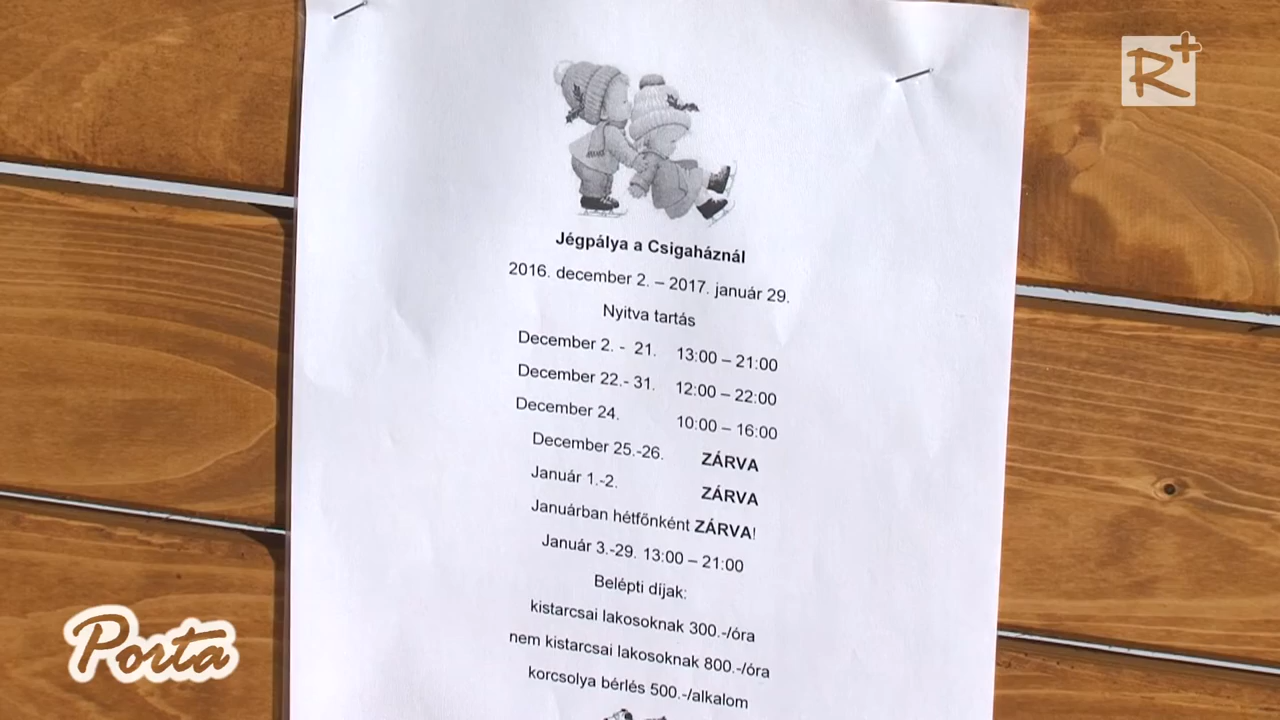 R+
Jégpálya a Csigaháznál
2016. december 2. – 2017. január 29.
Nyitva tartás
December 2. - 21. 13:00 – 21:00
December 22.- 31. 12:00 – 22:00
December 24. 10:00 – 16:00
December 25.-26. ZÁRVA
Január 1.-2. ZÁRVA
Januárban hétfőnként ZÁRVA!
Január 3.-29. 13:00 – 21:00
Belépti díjak:
kistarcsai lakosoknak 300.-/óra
nem kistarcsai lakosoknak 800.-/óra
korcsolya bérlés 500.-/alkalom
Porta